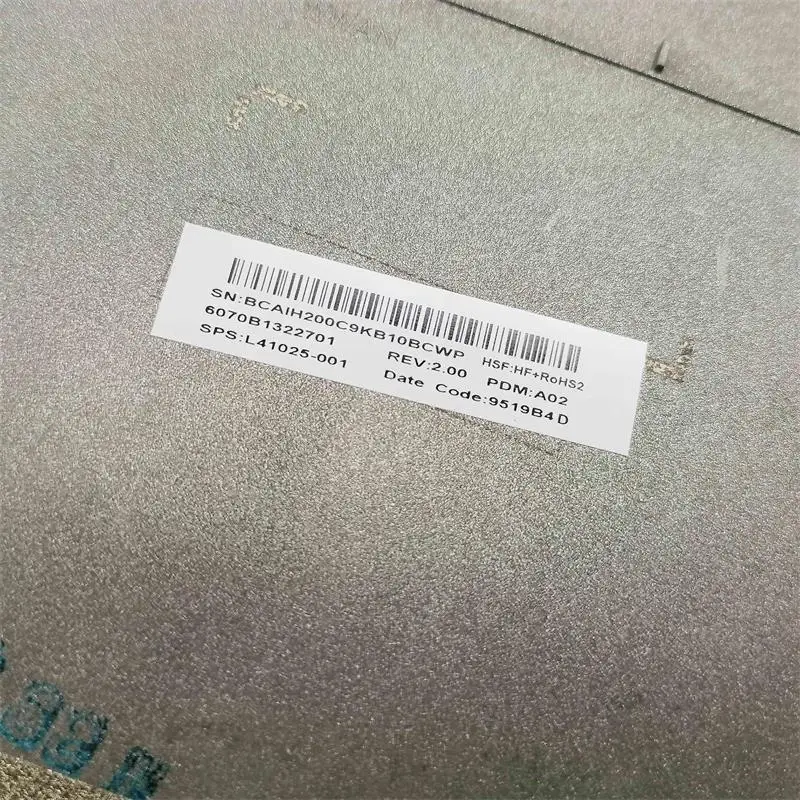 SN:BCAIH200C9KB10BCWP HSF:HF+RoHS2
6070B1322701 REV:2.00 PDM:A02
SPS:L41025-001 Date Code:9519B4D